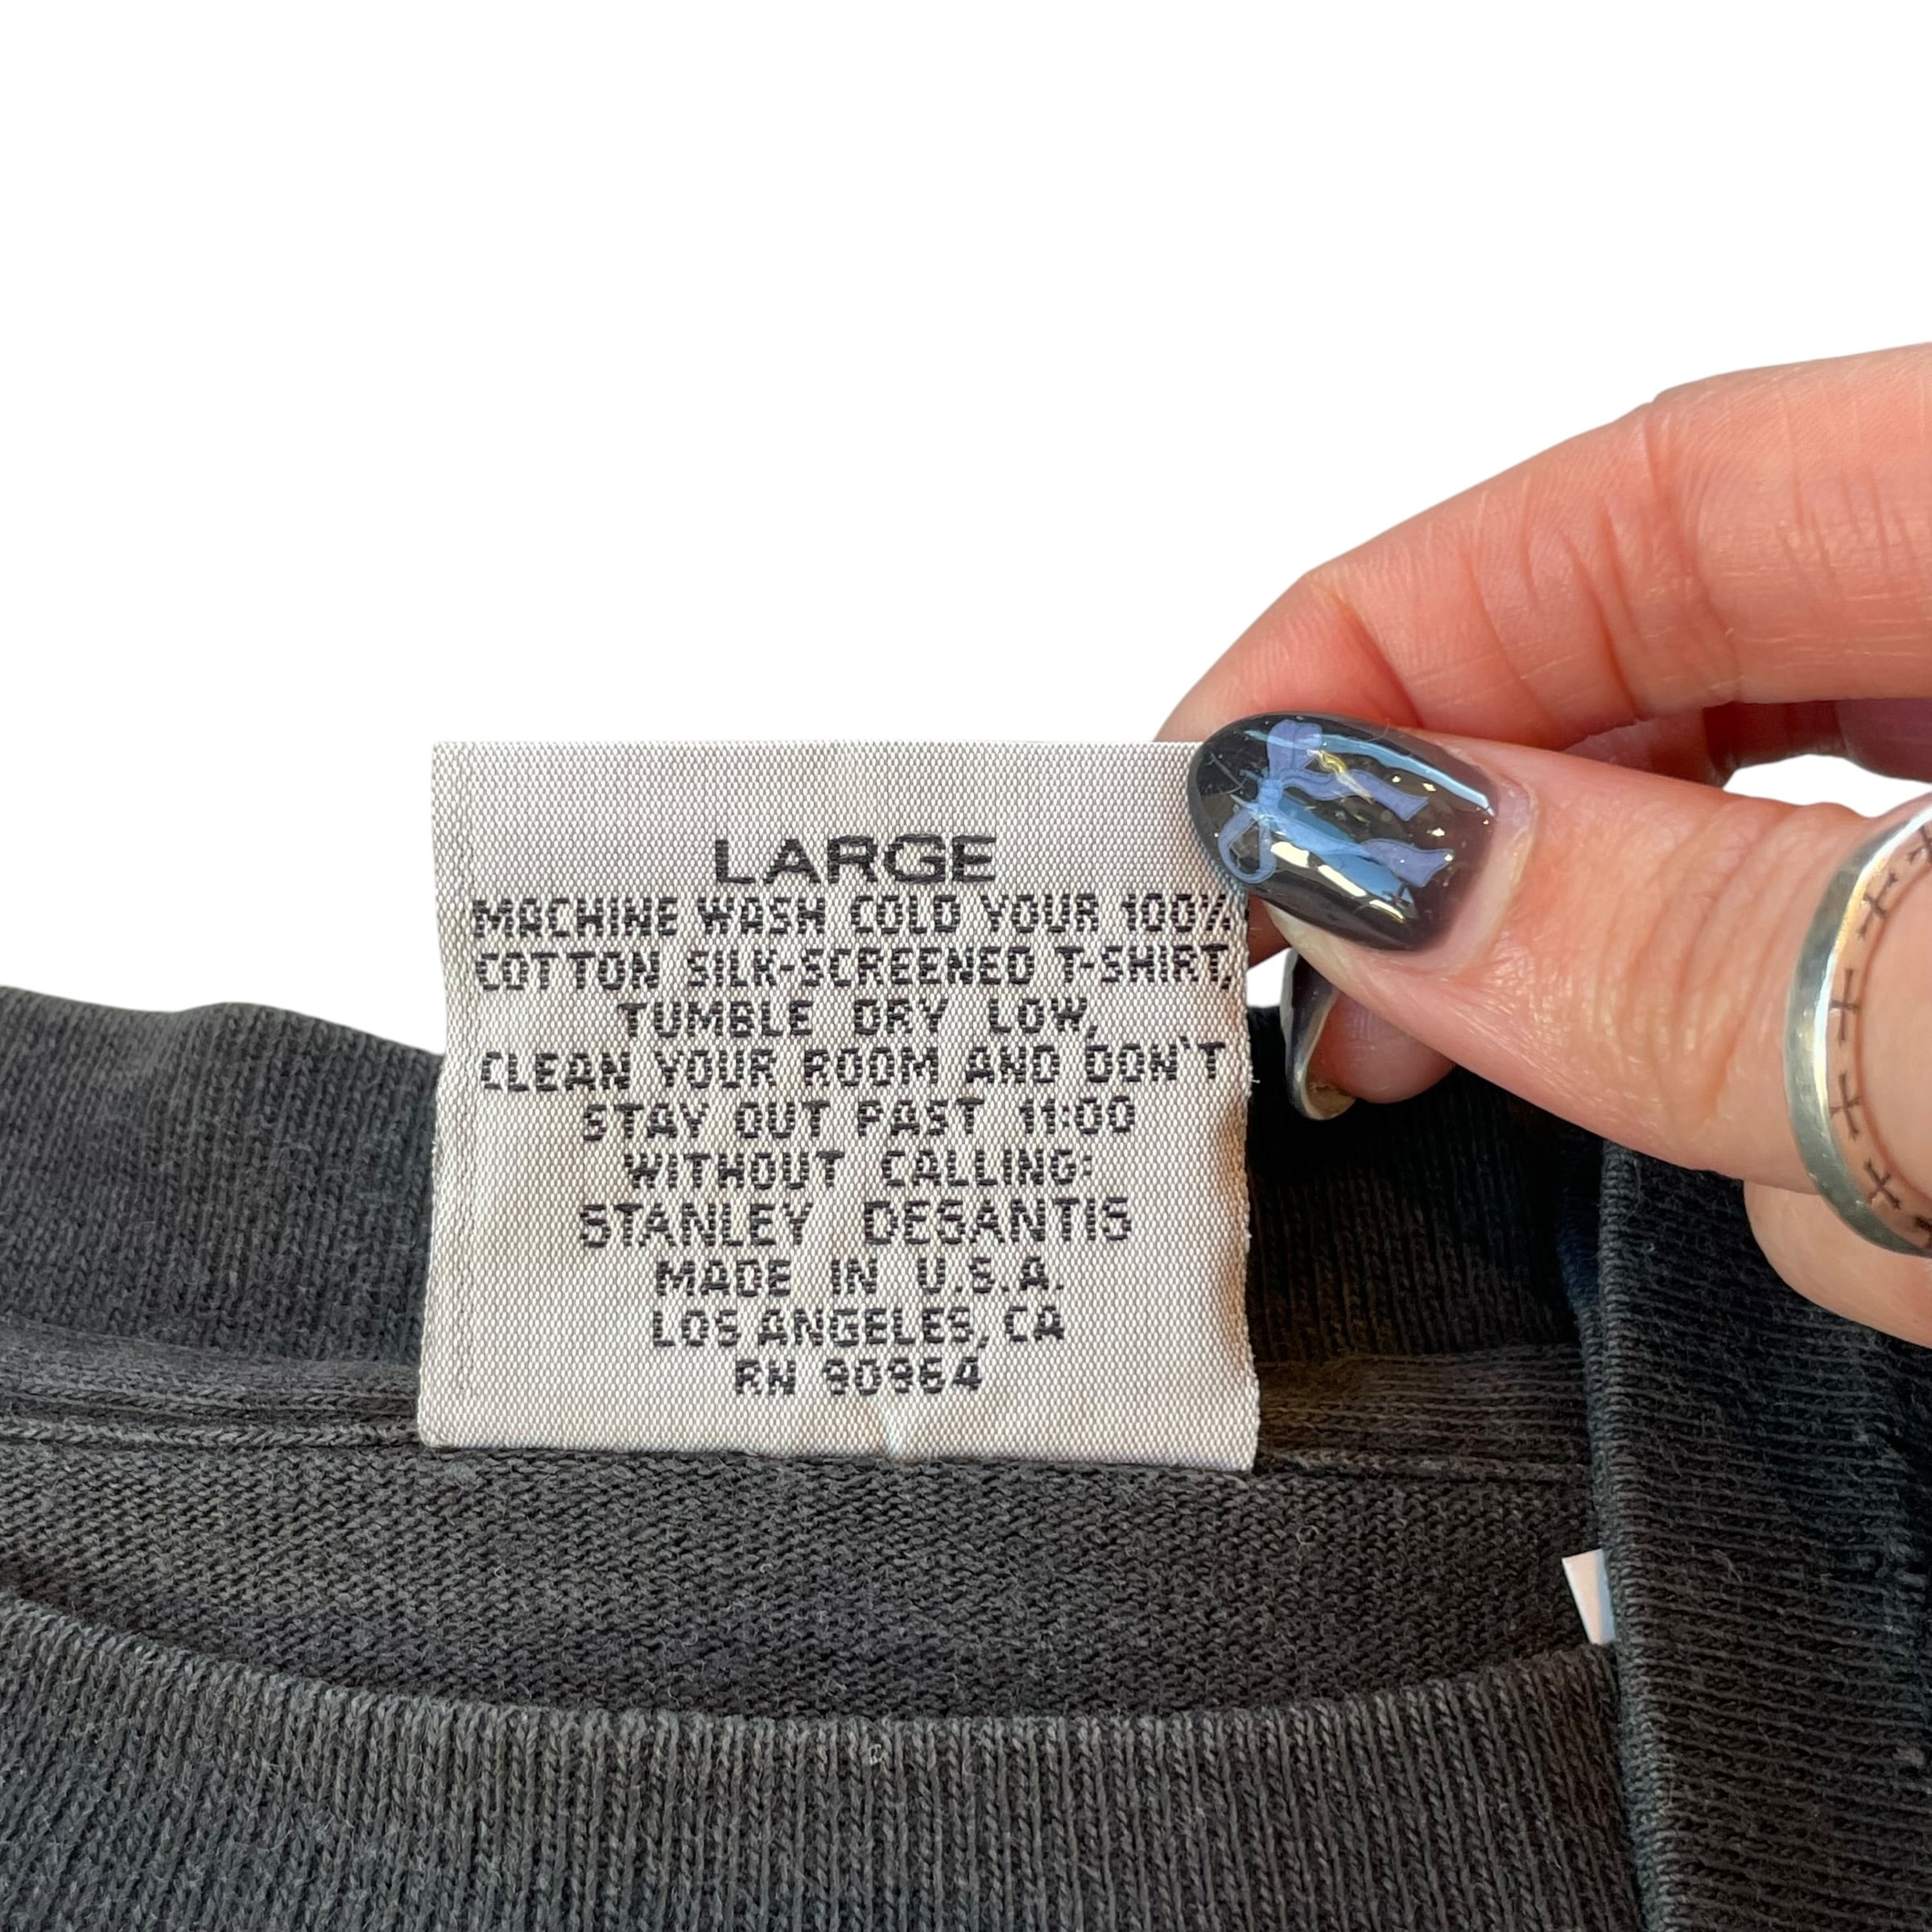 LARGE
MACHINE WASH COLD YOUR 100%
COTTON SILK-SCREENED T-SHIRT,
TUMBLE DRY LOW,
CLEAN YOUR ROOM AND DON'T
STAY OUT PAST 11:00
WITHOUT CALLING:
STANLEY DESANTIS
MADE IN U.S.A.
LOS ANGELES, CA
RN 90964